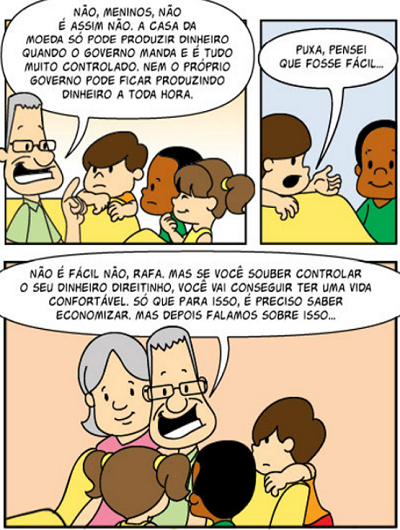 NÃO, MENINOS, NÃO
É ASSIM NÃO. A CASA DA
MOEDA SÓ PODE PRODUZIR DINHEIRO
QUANDO O GOVERNO MANDA E É TUDO
MUITO CONTROLADO. NEM O PRÓPRIO
GOVERNO PODE FICAR PRODUZINDO
DINHEIRO A TODA HORA.
PUXA, PENSEI
QUE FOSSE FÁCIL...
NÃO É FÁCIL NÃO, RAFA. MAS SE VOCÊ SOUBER CONTROLAR
O SEU DINHEIRO DIREITINHO, VOCÊ VAI CONSEGUIR TER UMA VIDA
CONFORTÁVEL. SÓ QUE PARA ISSO, É PRECISO SABER
ECONOMIZAR. MAS DEPOIS FALAMOS SOBRE ISSO...